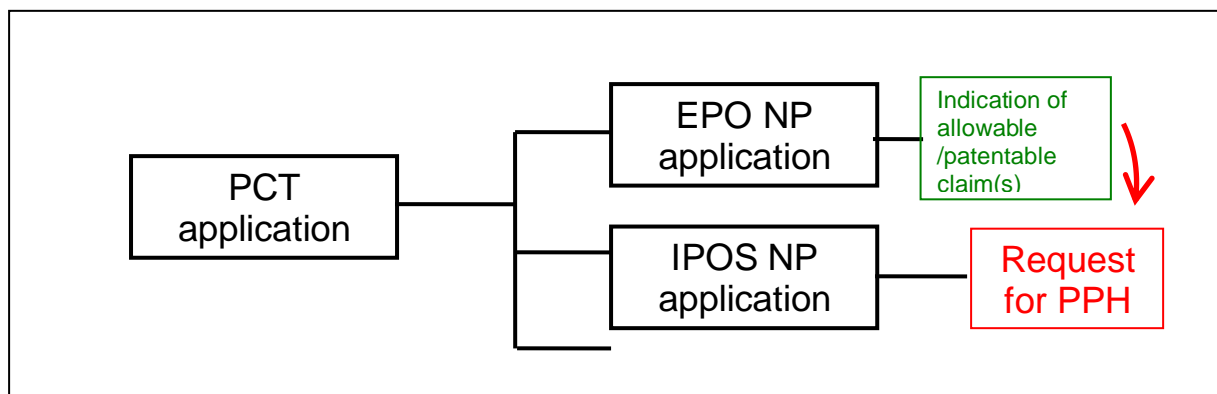 PCT
application
EPO NP
application
Indication of
allowable
/patentable
claim(s)
IPOS NP
application
Request
for PPH